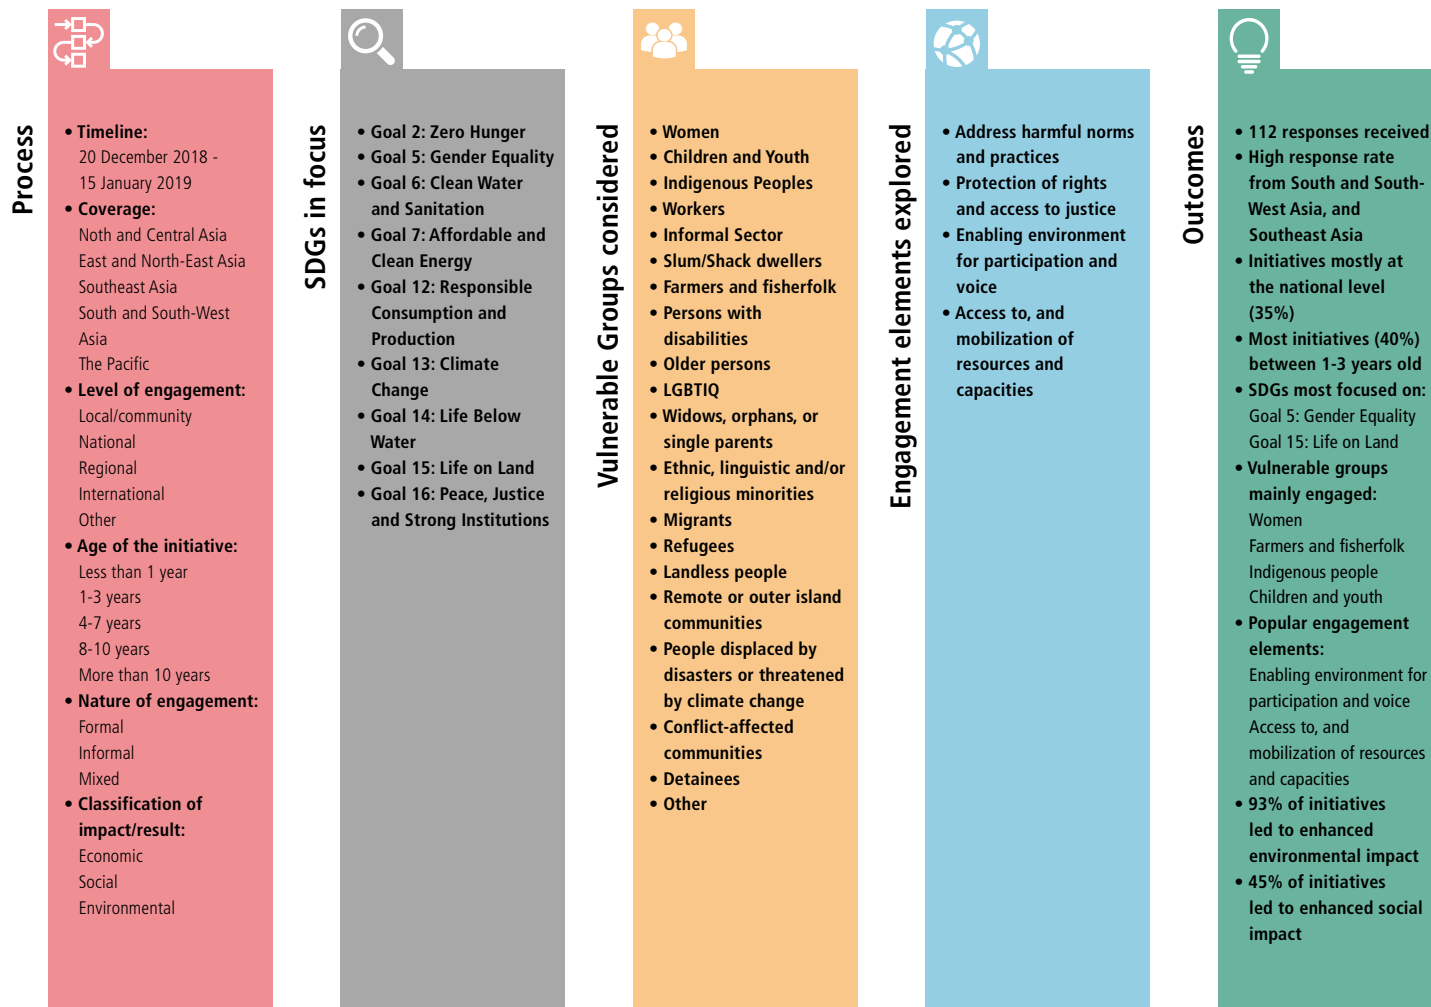 Process
• Timeline:
20 December 2018 -
15 January 2019
• Coverage:
Noth and Central Asia
East and North-East Asia
Southeast Asia
South and South-West
Asia
The Pacific
• Level of engagement:
Local/community
National
Regional
International
Other
• Age of the initiative:
Less than 1 year
1-3 years
4-7 years
8-10 years
More than 10 years
• Nature of engagement:
Formal
Informal
Mixed
• Classification of
impact/result:
Economic
Social
Environmental
SDGs in focus
• Goal 2: Zero Hunger
• Goal 5: Gender Equality
• Goal 6: Clean Water
and Sanitation
• Goal 7: Affordable and
Clean Energy
• Goal 12: Responsible
Consumption and
Production
• Goal 13: Climate
Change
• Goal 14: Life Below
Water
• Goal 15: Life on Land
• Goal 16: Peace, Justice
and Strong Institutions
Vulnerable Groups considered
• Women
• Children and Youth
• Indigenous Peoples
• Workers
• Informal Sector
• Slum/Shack dwellers
• Farmers and fisherfolk
• Persons with
disabilities
• Older persons
• LGBTIQ
• Widows, orphans, or
single parents
• Ethnic, linguistic and/or
religious minorities
• Migrants
• Refugees
• Landless people
• Remote or outer island
communities
• People displaced by
disasters or threatened
by climate change
• Conflict-affected
communities
• Detainees
• Other
Engagement elements explored
• Address harmful norms
and practices
• Protection of rights
and access to justice
• Enabling environment
for participation and
voice
• Access to, and
mobilization of
resources and
capacities
Outcomes
• 112 responses received
• High response rate
from South and South-
West Asia, and
Southeast Asia
• Initiatives mostly at
the national level
(35%)
• Most initiatives (40%)
between 1-3 years old
• SDGs most focused on:
Goal 5: Gender Equality
Goal 15: Life on Land
• Vulnerable groups
mainly engaged:
Women
Farmers and fisherfolk
Indigenous people
Children and youth
• Popular engagement
elements:
Enabling environment for
participation and voice
Access to, and
mobilization of resources
and capacities
• 93% of initiatives
led to enhanced
environmental impact
• 45% of initiatives
led to enhanced social
impact